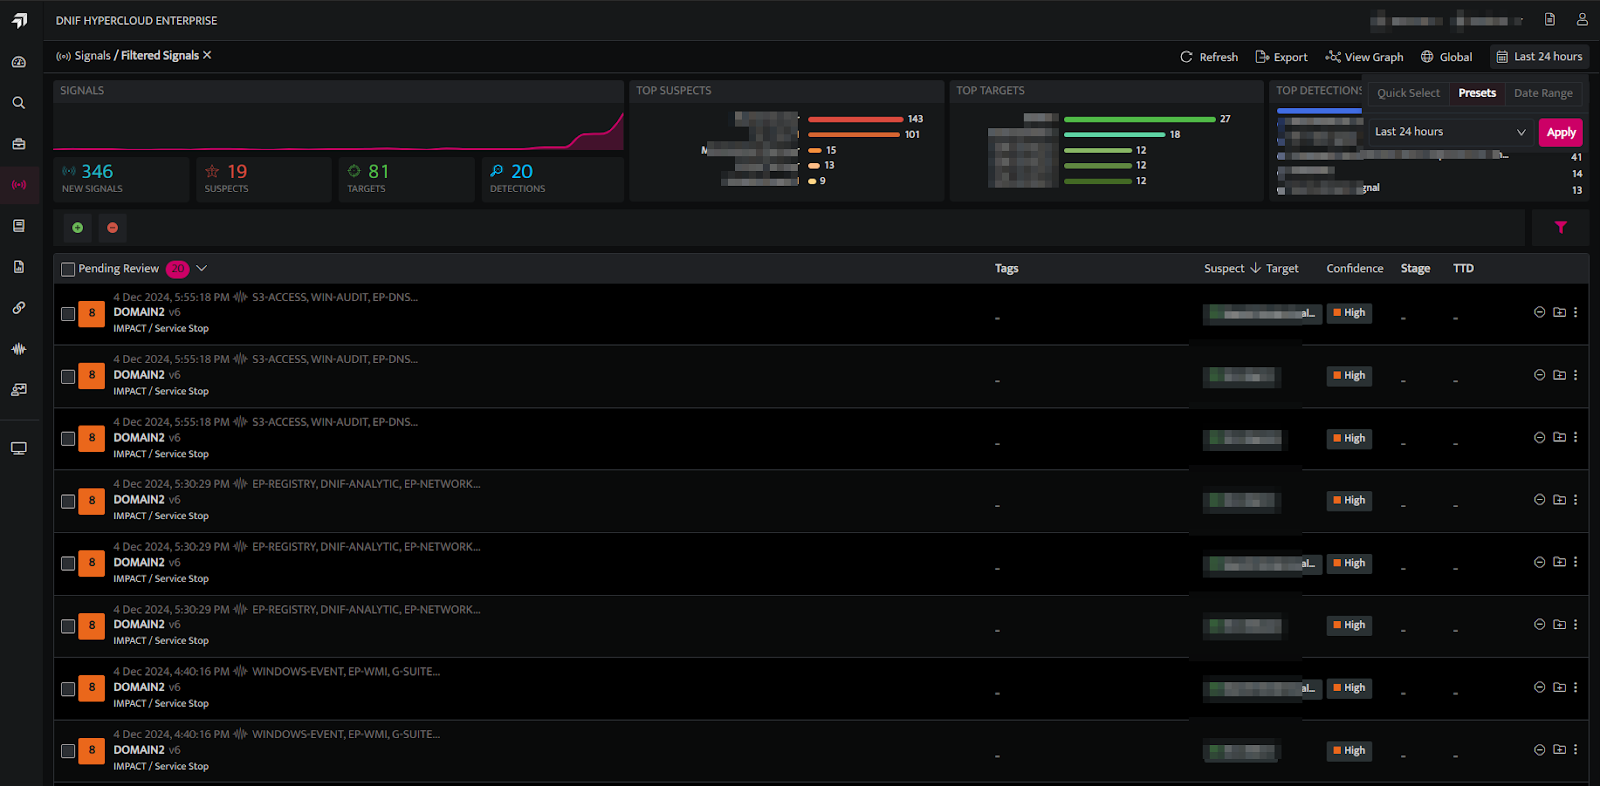 DNIF HYPERCLOUD ENTERPRISE
Signals / Filtered Signals ×
Refresh Export View Graph Global Last 24 hours
SIGNALS
346
NEW SIGNALS
19
SUSPECTS
81
TARGETS
20
DETECTIONS
TOP SUSPECTS
143
101
15
13
9
TOP TARGETS
27
18
12
12
12
TOP DETECTIONS
41
14
13
Quick Select Presets Date Range
Last 24 hours Apply
Pending Review 20 Tags Suspect Target Confidence Stage TTD
4 Dec 2024, 5:55:18 PM S3-ACCESS, WIN-AUDIT, EP-DNS...
8 DOMAIN2 v6 - High - -
IMPACT / Service Stop
4 Dec 2024, 5:55:18 PM S3-ACCESS, WIN-AUDIT, EP-DNS...
8 DOMAIN2 v6 - High - -
IMPACT / Service Stop
4 Dec 2024, 5:55:18 PM S3-ACCESS, WIN-AUDIT, EP-DNS...
8 DOMAIN2 v6 - High - -
IMPACT / Service Stop
4 Dec 2024, 5:30:29 PM EP-REGISTRY, DNIF-ANALYTIC, EP-NETWORK...
8 DOMAIN2 v6 - High - -
IMPACT / Service Stop
4 Dec 2024, 5:30:29 PM EP-REGISTRY, DNIF-ANALYTIC, EP-NETWORK...
8 DOMAIN2 v6 - High - -
IMPACT / Service Stop
4 Dec 2024, 5:30:29 PM EP-REGISTRY, DNIF-ANALYTIC, EP-NETWORK...
8 DOMAIN2 v6 - High - -
IMPACT / Service Stop
4 Dec 2024, 4:40:16 PM WINDOWS-EVENT, EP-WMI, G-SUITE...
8 DOMAIN2 v6 - High - -
IMPACT / Service Stop
4 Dec 2024, 4:40:16 PM WINDOWS-EVENT, EP-WMI, G-SUITE...
8 DOMAIN2 v6 - High - -
IMPACT / Service Stop